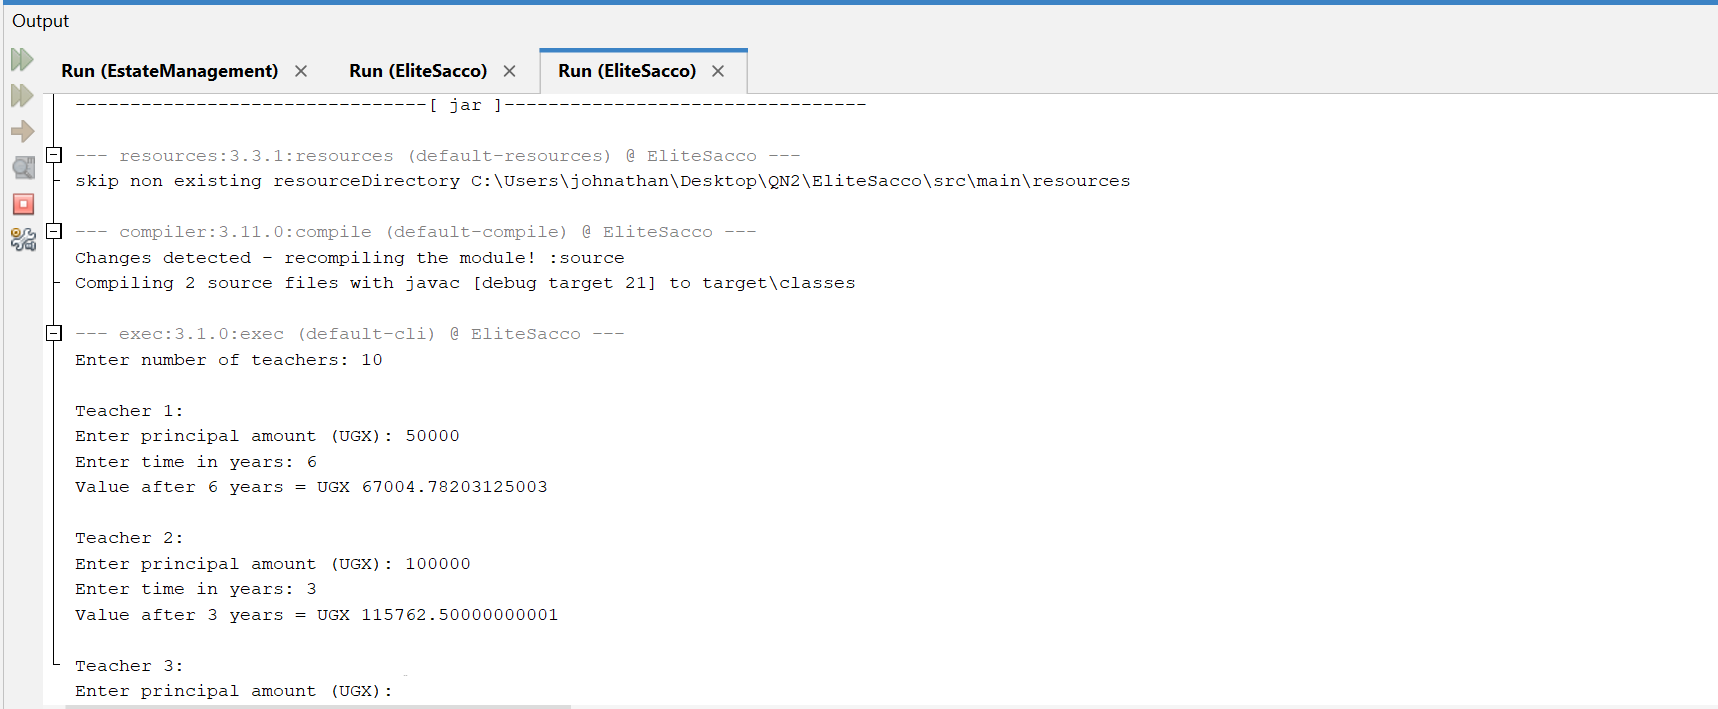 Output
Run (EstateManagement) × Run (EliteSacco) × Run (EliteSacco) ×
--------------------------------[ jar ]---------------------------------
--- resources:3.3.1:resources (default-resources) @ EliteSacco ---
skip non existing resourceDirectory C:\Users\johnathan\Desktop\QN2\EliteSacco\src\main\resources
--- compiler:3.11.0:compile (default-compile) @ EliteSacco ---
Changes detected - recompiling the module! :source
Compiling 2 source files with javac [debug target 21] to target\classes
--- exec:3.1.0:exec (default-cli) @ EliteSacco ---
Enter number of teachers: 10
Teacher 1:
Enter principal amount (UGX): 50000
Enter time in years: 6
Value after 6 years = UGX 67004.78203125003
Teacher 2:
Enter principal amount (UGX): 100000
Enter time in years: 3
Value after 3 years = UGX 115762.50000000001
Teacher 3:
Enter principal amount (UGX):